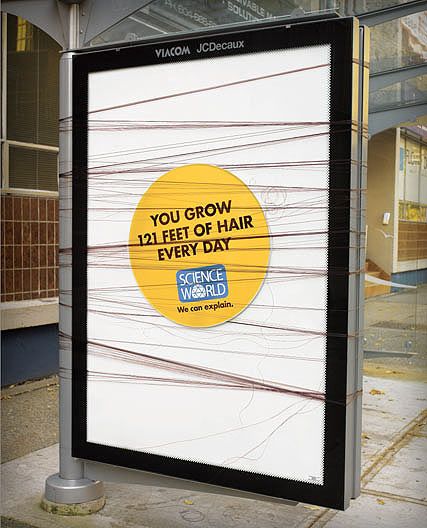 VIACOM JCDecaux
YOU GROW
121 FEET OF HAIR
EVERY DAY
SCIENCE
WORLD
We can explain.